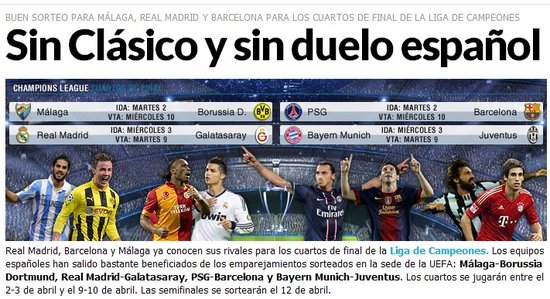 BUEN SORTEO PARA MÁLAGA, REAL MADRID Y BARCELONA PARA LOS CUARTOS DE FINAL DE LA LIGA DE CAMPEONES
Sin Clásico y sin duelo español
CHAMPIONS LEAGUE CUARTOS DE FINAL
Málaga IDA: MARTES 2 VTA: MIÉRCOLES 10 Borussia D.
PSG IDA: MARTES 2 VTA: MIÉRCOLES 10 Barcelona
Real Madrid IDA: MIÉRCOLES 3 VTA: MARTES 9 Galatasaray
Bayern Munich IDA: MARTES 2 VTA: MIÉRCOLES 10 Juventus
Real Madrid, Barcelona y Málaga ya conocen sus rivales para los cuartos de final de la Liga de Campeones. Los equipos
españoles han salido bastante beneficiados de los emparejamientos sorteados en la sede de la UEFA: Málaga-Borussia
Dortmund, Real Madrid-Galatasaray, PSG-Barcelona y Bayern Munich-Juventus. Los cuartos se jugarán entre el
2-3 de abril y el 9-10 de abril. Las semifinales se sortearán el 12 de abril.